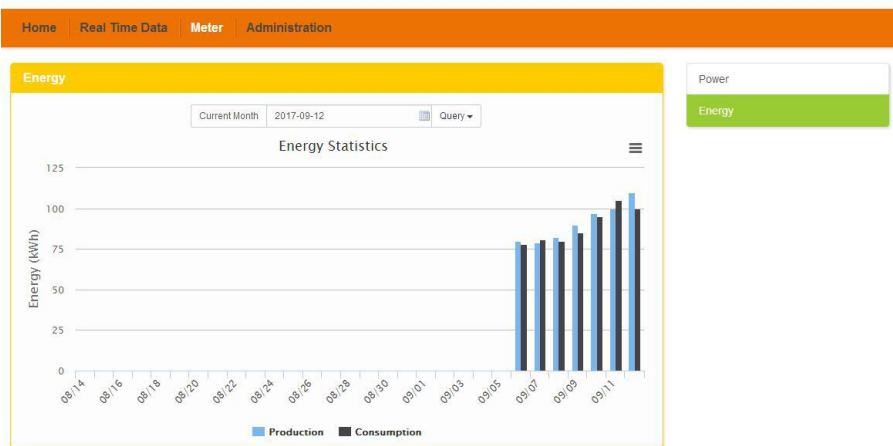 Home Real Time Data Meter Administration
Energy
Power
Energy
Current Month 2017-09-12 Query
Energy Statistics
125
100
75
50
25
0
Energy (kWh)
08/14 08/16 08/18 08/20 08/22 08/24 08/26 08/28 08/30 09/01 09/03 09/05 09/07 09/09 09/11
Production Consumption